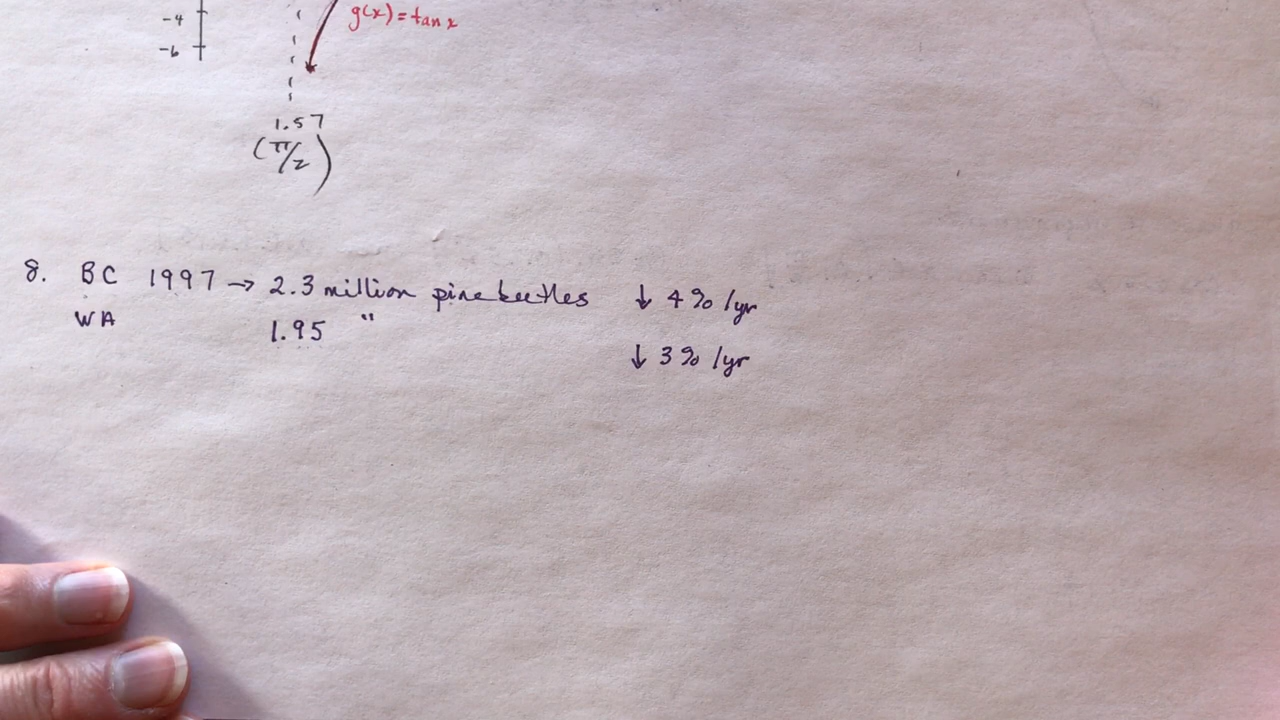 -4
g(x)=tan x
-6
1.57
(π/2)
8. BC 1997 → 2.3 million pine beetles ↓ 4% /yr
WA 1.95 "
↓ 3% /yr